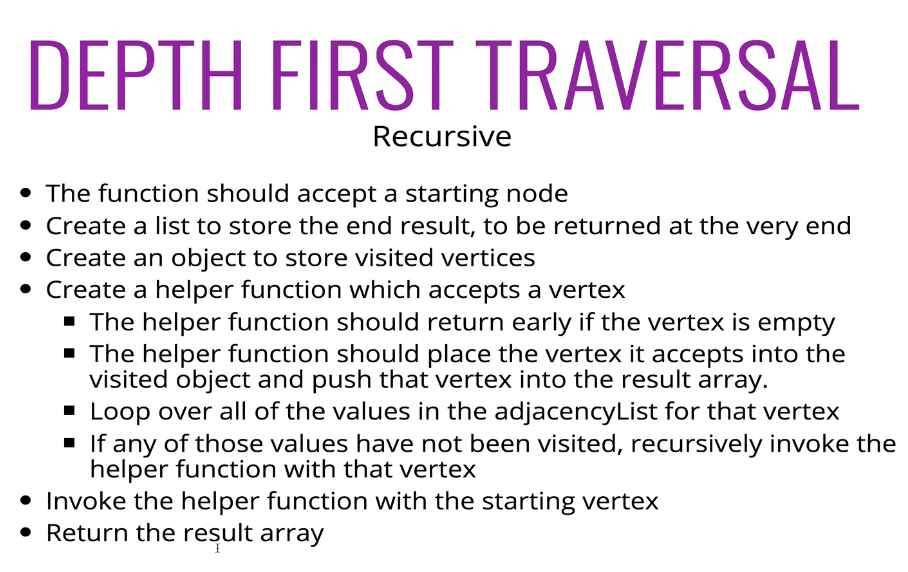 DEPTH FIRST TRAVERSAL
Recursive
• The function should accept a starting node
• Create a list to store the end result, to be returned at the very end
• Create an object to store visited vertices
• Create a helper function which accepts a vertex
▪ The helper function should return early if the vertex is empty
▪ The helper function should place the vertex it accepts into the
visited object and push that vertex into the result array.
▪ Loop over all of the values in the adjacencyList for that vertex
▪ If any of those values have not been visited, recursively invoke the
helper function with that vertex
• Invoke the helper function with the starting vertex
• Return the result array